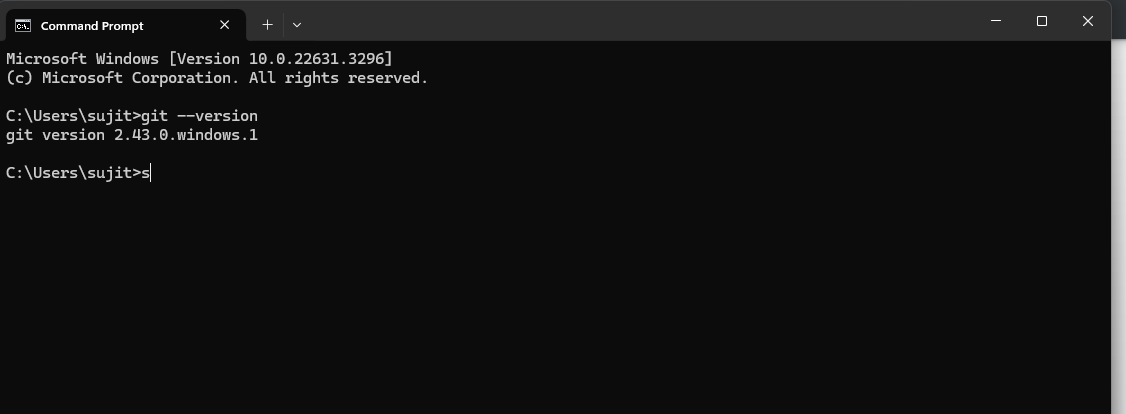 Command Prompt
Microsoft Windows [Version 10.0.22631.3296]
(c) Microsoft Corporation. All rights reserved.
C:\Users\sujit>git --version
git version 2.43.0.windows.1
C:\Users\sujit>s